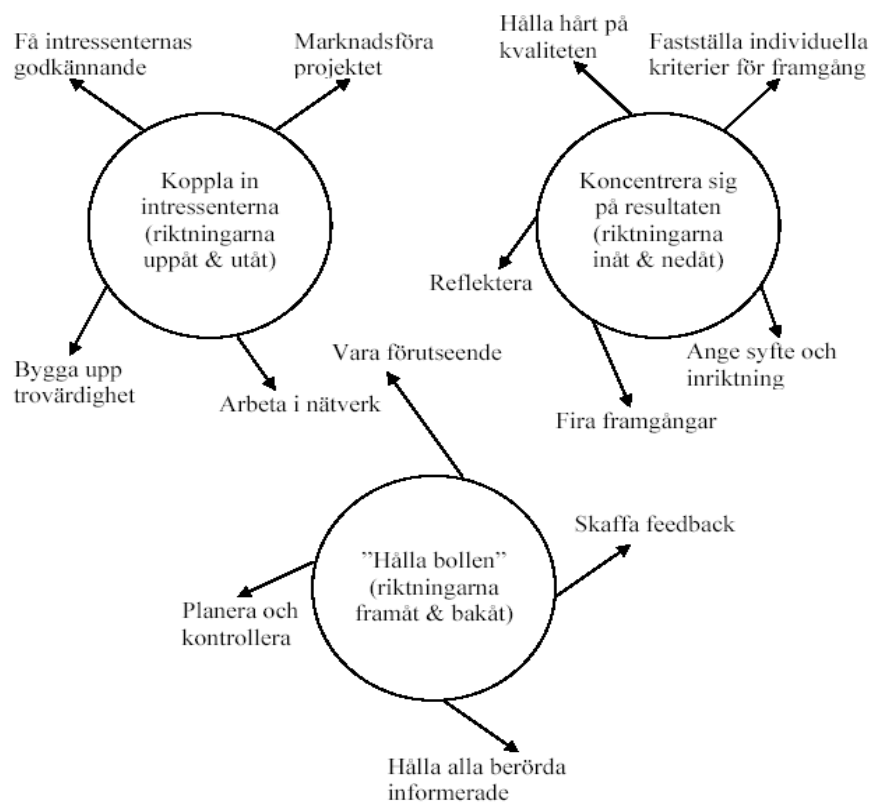 Få intressenternas
godkännande
Marknadsföra
projektet
Koppla in
intressenterna
(riktningarna
uppåt & utåt)
Bygga upp
trovärdighet
Arbeta i nätverk
Hålla hårt på
kvaliteten
Fastställa individuella
kriterier för framgång
Koncentrera sig
på resultaten
(riktningarna
inåt & nedåt)
Reflektera
Ange syfte och
inriktning
Fira framgångar
Vara förutseende
”Hålla bollen”
(riktningarna
framåt & bakåt)
Skaffa feedback
Planera och
kontrollera
Hålla alla berörda
informerade